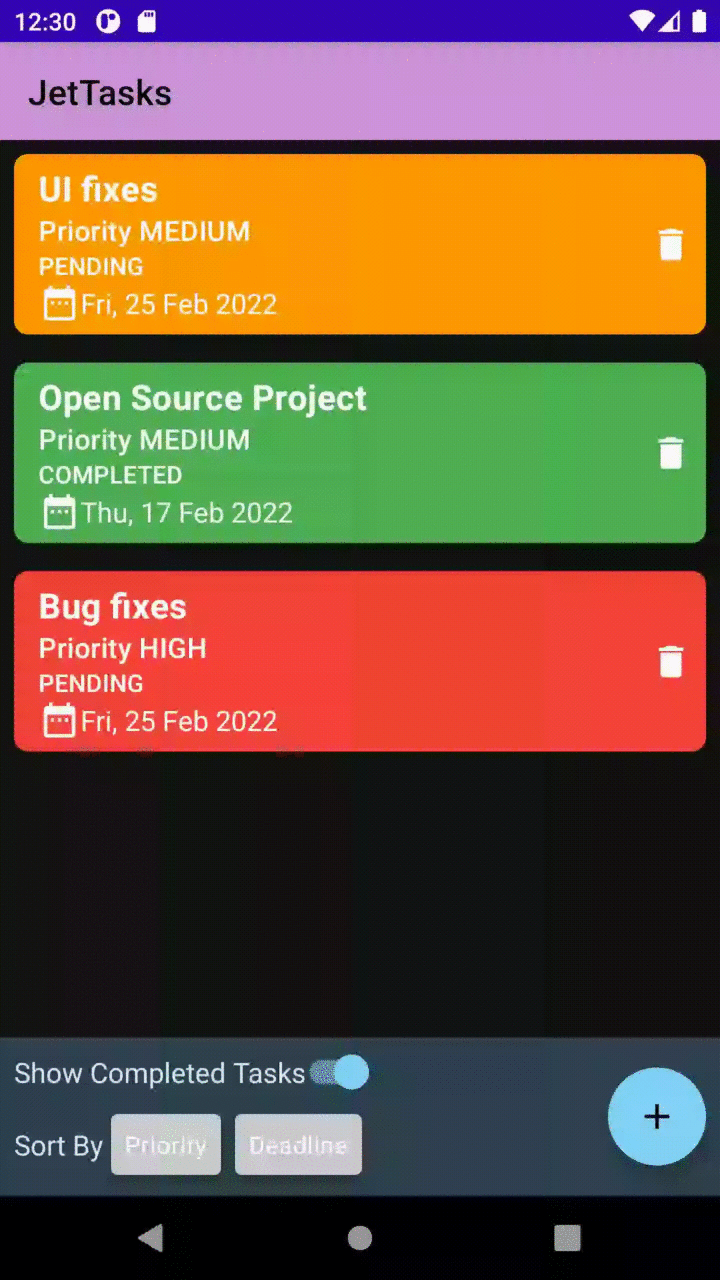 12:30
JetTasks
UI fixes
Priority MEDIUM
PENDING
Fri, 25 Feb 2022
Open Source Project
Priority MEDIUM
COMPLETED
Thu, 17 Feb 2022
Bug fixes
Priority HIGH
PENDING
Fri, 25 Feb 2022
Show Completed Tasks
Sort By Priority Deadline